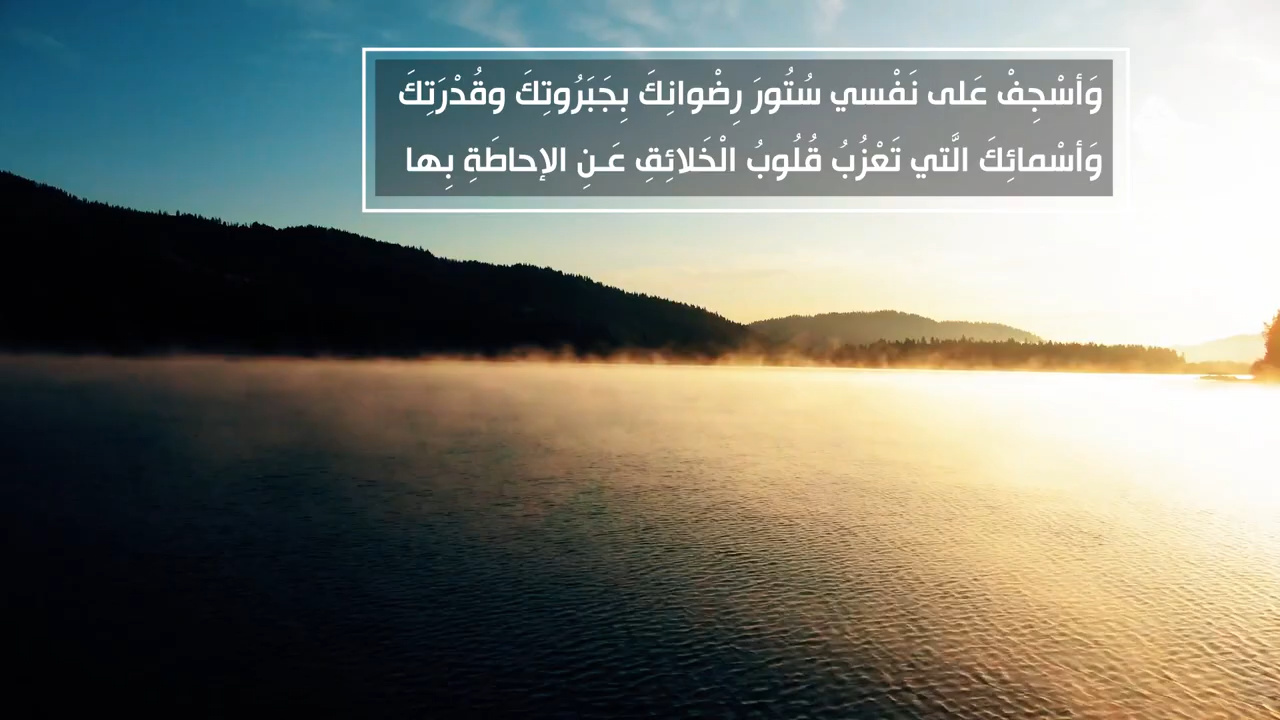 وَأسْجِفْ عَلى نَفْسي سُتُورَ رِضْوانِكَ بِجَبَرُوتِكَ وقُدْرَتِكَ
وَأسْمائِكَ الَّتي تَعْزُبُ قُلُوبُ الْخَلائِقِ عَـنِ الإحاطَةِ بِها